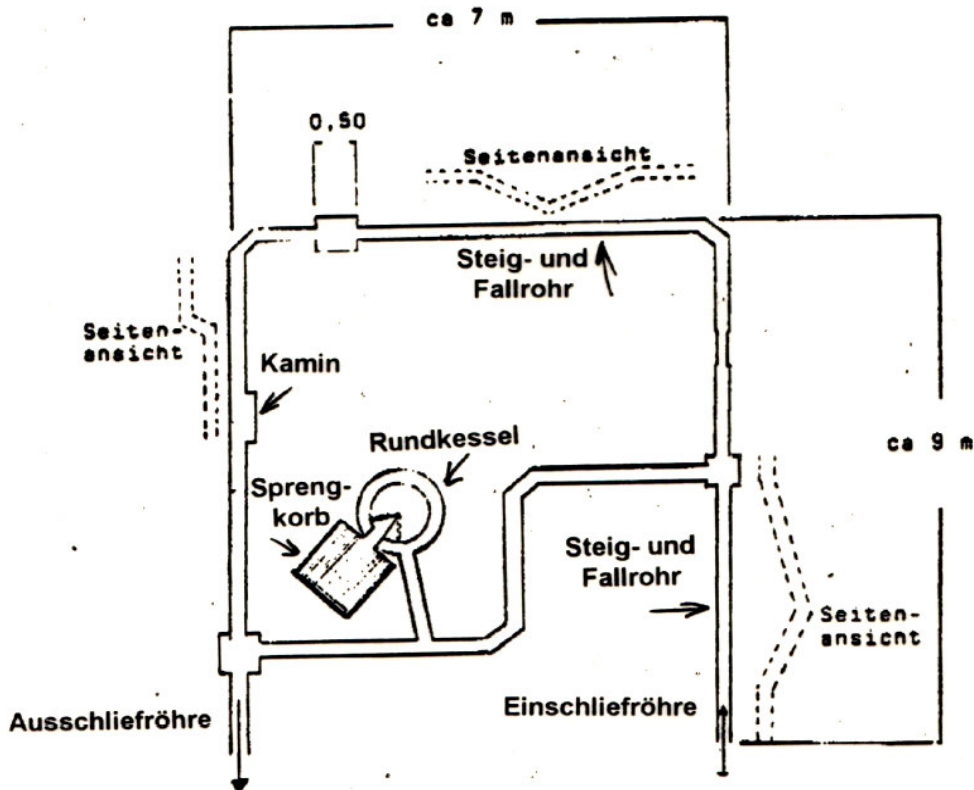 ca 7 m
0,50
Seitenansicht
Steig- und
Fallrohr
Seiten-
ansicht
Kamin
Rundkessel
ca 9 m
Spreng-
korb
Steig- und
Fallrohr
Seiten-
ansicht
Ausschliefröhre
Einschliefröhre